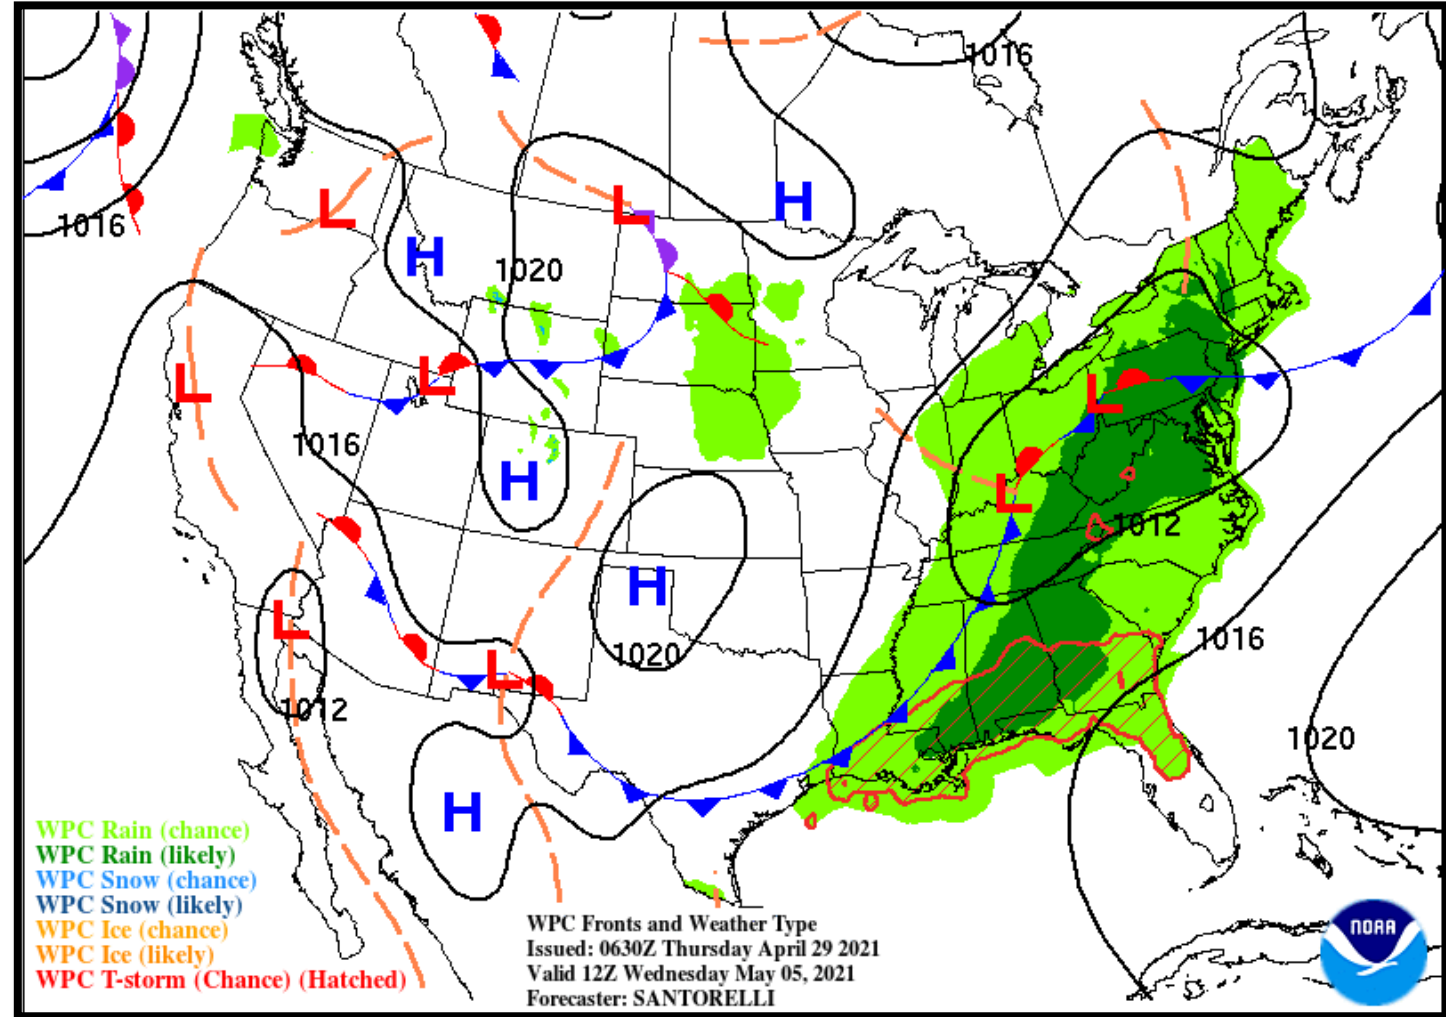 1016
H
L
L
H
1016
H
1020
L
L
L
1016
H
L
L
1012
H
L
1020
1016
L
1012
1020
H
WPC Rain (chance)
WPC Rain (likely)
WPC Snow (chance)
WPC Snow (likely)
WPC Ice (chance)
WPC Ice (likely)
WPC T-storm (Chance) (Hatched)
WPC Fronts and Weather Type
Issued: 0630Z Thursday April 29 2021
Valid 12Z Wednesday May 05, 2021
Forecaster: SANTORELLI
NOAA